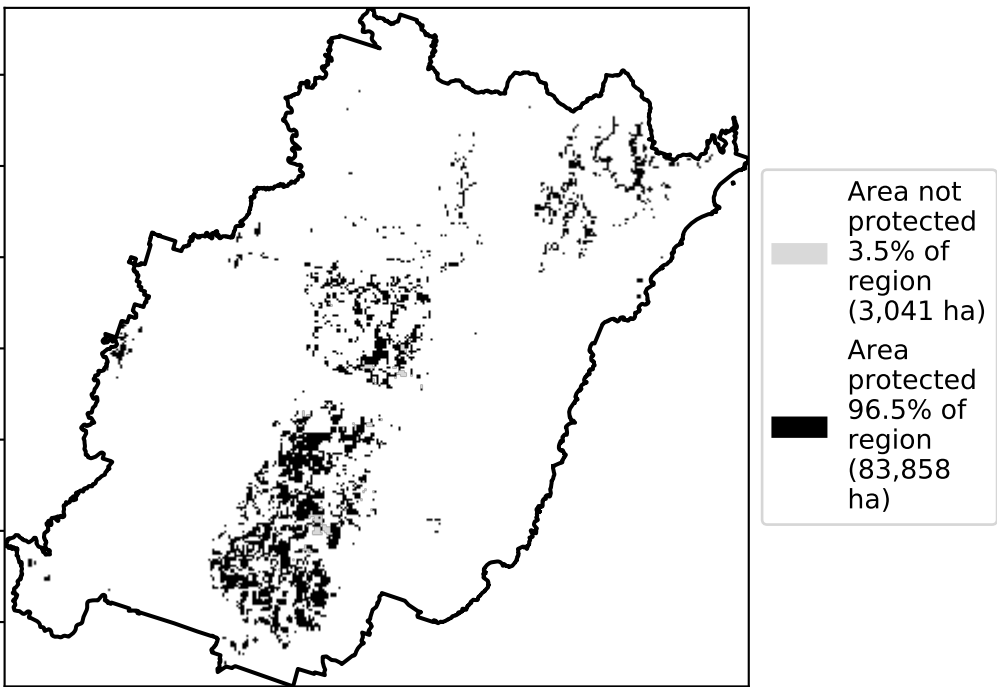 Area not
protected
3.5% of
region
(3,041 ha)
Area
protected
96.5% of
region
(83,858
ha)